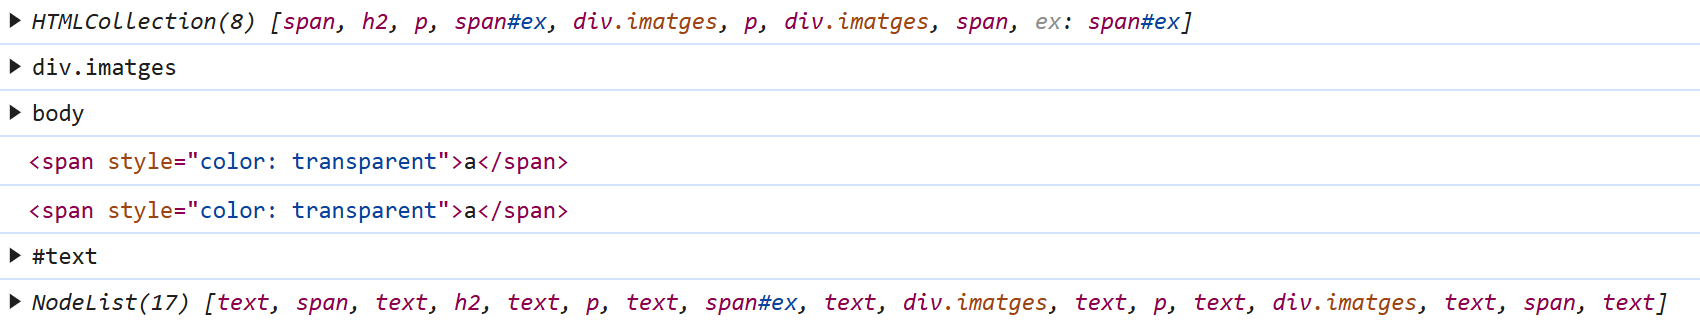 HTMLCollection(8) [span, h2, p, span#ex, div.imatges, p, div.imatges, span, ex: span#ex]
div.imatges
body
<span style="color: transparent">a</span>
<span style="color: transparent">a</span>
#text
NodeList(17) [text, span, text, h2, text, p, text, span#ex, text, div.imatges, text, p, text, div.imatges, text, span, text]